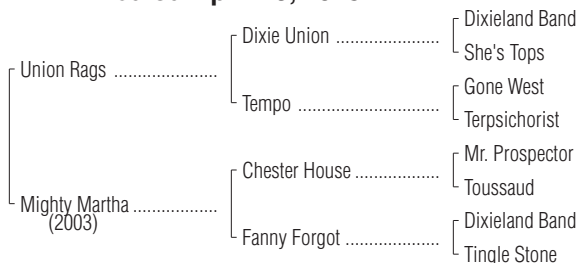 Dixieland Band
Dixie Union ......................
She's Tops
Union Rags ......................
Gone West
Tempo ..............................
Terpsichorist
Mr. Prospector
Chester House ..................
Toussaud
Mighty Martha ..................
(2003)
Dixieland Band
Fanny Forgot ....................
Tingle Stone